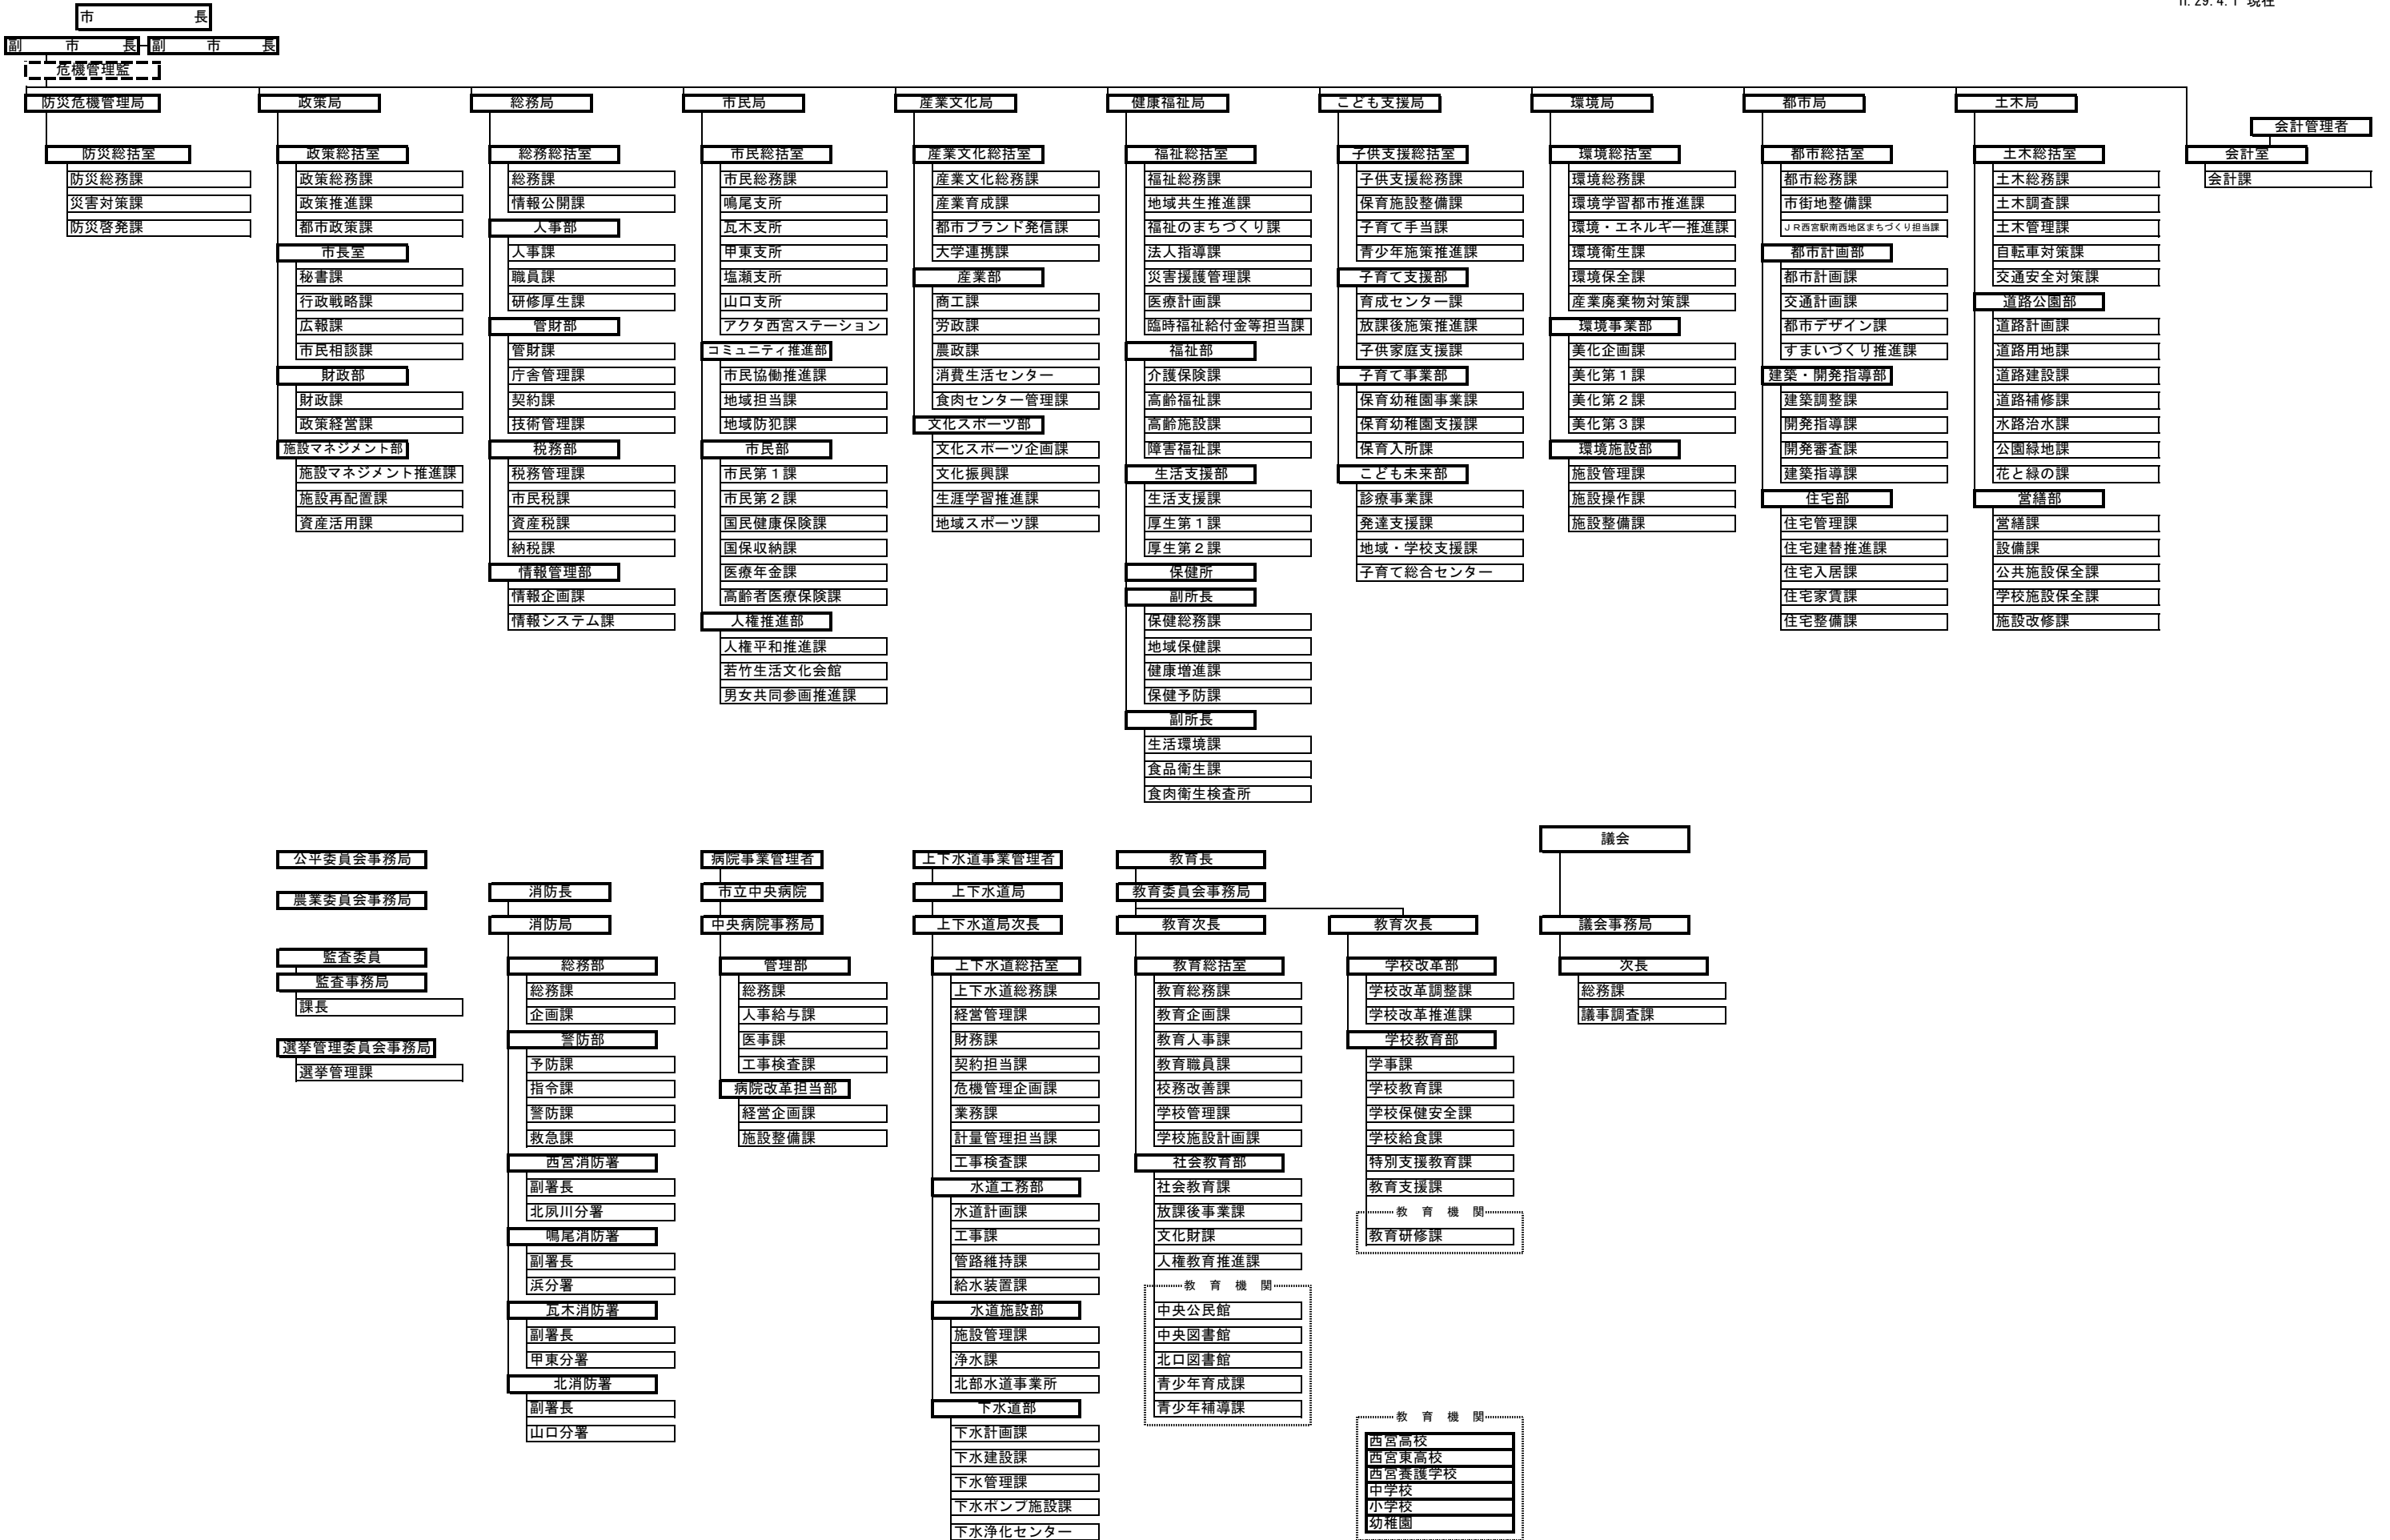 H.29.4.1 現在
市 長
副 市 長
副 市 長
危機管理監
防災危機管理局
防災総括室
防災総務課
災害対策課
防災啓発課
政策局
政策総括室
政策総務課
政策推進課
都市政策課
市長室
秘書課
行政戦略課
広報課
市民相談課
財政部
財政課
政策経営課
施設マネジメント部
施設マネジメント推進課
施設再配置課
資産活用課
総務局
総務総括室
総務課
情報公開課
人事部
人事課
職員課
研修厚生課
管財部
管財課
庁舎管理課
契約課
技術管理課
税務部
税務管理課
市民税課
資産税課
納税課
情報管理部
情報企画課
情報システム課
市民局
市民総括室
市民総務課
鳴尾支所
瓦木支所
甲東支所
塩瀬支所
山口支所
アクタ西宮ステーション
コミュニティ推進部
市民協働推進課
地域担当課
地域防犯課
市民部
市民第1課
市民第2課
国民健康保険課
国保収納課
医療年金課
高齢者医療保険課
人権推進部
人権平和推進課
若竹生活文化会館
男女共同参画推進課
産業文化局
産業文化総括室
産業文化総務課
産業育成課
都市ブランド発信課
大学連携課
産業部
商工課
労政課
農政課
消費生活センター
食肉センター管理課
文化スポーツ部
文化スポーツ企画課
文化振興課
生涯学習推進課
地域スポーツ課
健康福祉局
福祉総括室
福祉総務課
地域共生推進課
福祉のまちづくり課
法人指導課
災害援護管理課
医療計画課
臨時福祉給付金等担当課
福祉部
介護保険課
高齢福祉課
高齢施設課
障害福祉課
生活支援部
生活支援課
厚生第1課
厚生第2課
保健所
副所長
保健総務課
地域保健課
健康増進課
保健予防課
副所長
生活環境課
食品衛生課
食肉衛生検査所
こども支援局
子供支援総括室
子供支援総務課
保育施設整備課
子育て手当課
青少年施策推進課
子育て支援部
育成センター課
放課後施策推進課
子供家庭支援課
子育て事業部
保育幼稚園事業課
保育幼稚園支援課
保育入所課
こども未来部
診療事業課
発達支援課
地域・学校支援課
子育て総合センター
環境局
環境総括室
環境総務課
環境学習都市推進課
環境・エネルギー推進課
環境衛生課
環境保全課
産業廃棄物対策課
環境事業部
美化企画課
美化第1課
美化第2課
美化第3課
環境施設部
施設管理課
施設操作課
施設整備課
都市局
都市総括室
都市総務課
市街地整備課
JR西宮駅南西地区まちづくり担当課
都市計画部
都市計画課
交通計画課
都市デザイン課
すまいづくり推進課
建築・開発指導部
建築調整課
開発指導課
開発審査課
建築指導課
住宅部
住宅管理課
住宅建替推進課
住宅入居課
住宅家賃課
住宅整備課
土木局
土木総括室
土木総務課
土木調査課
土木管理課
自転車対策課
交通安全対策課
道路公園部
道路計画課
道路用地課
道路建設課
道路補修課
水路治水課
公園緑地課
花と緑の課
営繕部
営繕課
設備課
公共施設保全課
学校施設保全課
施設改修課
会計管理者
会計室
会計課
公平委員会事務局
農業委員会事務局
監査委員
監査事務局
課長
選挙管理委員会事務局
選挙管理課
消防長
消防局
総務部
総務課
企画課
警防部
予防課
指令課
警防課
救急課
西宮消防署
副署長
北夙川分署
鳴尾消防署
副署長
浜分署
瓦木消防署
副署長
甲東分署
北消防署
副署長
山口分署
病院事業管理者
市立中央病院
中央病院事務局
管理部
総務課
人事給与課
医事課
工事検査課
病院改革担当部
経営企画課
施設整備課
上下水道事業管理者
上下水道局
上下水道局次長
上下水道総括室
上下水道総務課
経営管理課
財務課
契約担当課
危機管理企画課
業務課
計量管理担当課
工事検査課
水道工務部
水道計画課
工事課
管路維持課
給水装置課
水道施設部
施設管理課
浄水課
北部水道事業所
下水道部
下水計画課
下水建設課
下水管理課
下水ポンプ施設課
下水浄化センター
教育長
教育委員会事務局
教育次長
教育総括室
教育総務課
教育企画課
教育人事課
教育職員課
校務改善課
学校管理課
学校施設計画課
社会教育部
社会教育課
放課後事業課
文化財課
人権教育推進課
教 育 機 関
中央公民館
中央図書館
北口図書館
青少年育成課
青少年補導課
教育次長
学校改革部
学校改革調整課
学校改革推進課
学校教育部
学事課
学校教育課
学校保健安全課
学校給食課
特別支援教育課
教育支援課
教 育 機 関
教育研修課
教 育 機 関
西宮高校
西宮東高校
西宮養護学校
中学校
小学校
幼稚園
議会
議会事務局
次長
総務課
議事調査課